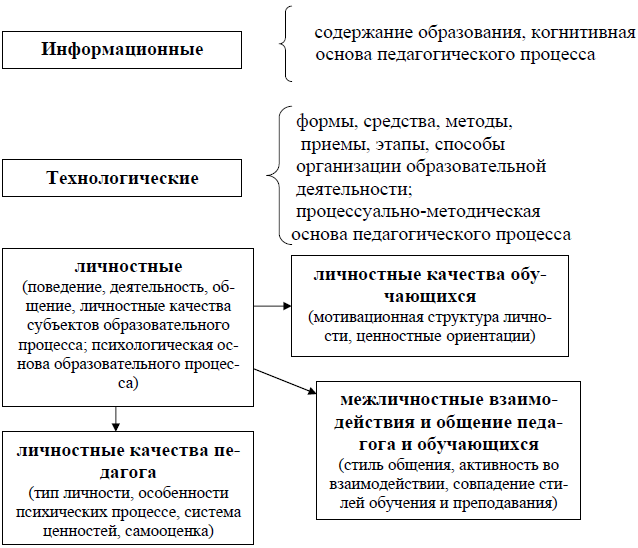 Информационные
содержание образования, когнитивная
основа педагогического процесса
Технологические
формы, средства, методы,
приемы, этапы, способы
организации образовательной
деятельности;
процессуально-методическая
основа педагогического процесса
личностные
(поведение, деятельность, об-
щение, личностные качества
субъектов образовательного
процесса; психологическая ос-
нова образовательного процес-
са)
личностные качества обу-
чающихся
(мотивационная структура лично-
сти, ценностные ориентации)
межличностные взаимо-
действия и общение педа-
гога и обучающихся
(стиль общения, активность во
взаимодействии, совпадение сти-
лей обучения и преподавания)
личностные качества пе-
дагога
(тип личности, особенности
психических процессе, система
ценностей, самооценка)